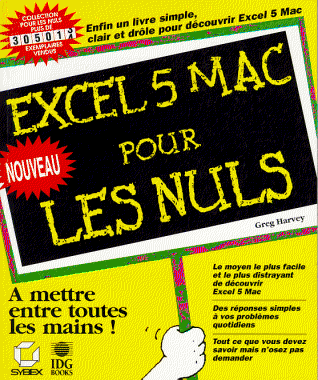 COLLECTION
POUR LES NULS
PLUS DE
EXEMPLAIRES
VENDUS
Enfin un livre simple,
clair et drôle pour découvrir Excel 5 Mac
EXCEL 5 MAC
POUR
LES NULS
NOUVEAU
Greg Harvey
A mettre
entre toutes
les mains !
Le moyen le plus facile
et le plus distrayant
de découvrir
Excel 5 Mac
Des réponses simples
à vos problèmes
quotidiens
Tout ce que vous devez
savoir mais n'osez pas
demander
SYBEX
IDG
BOOKS